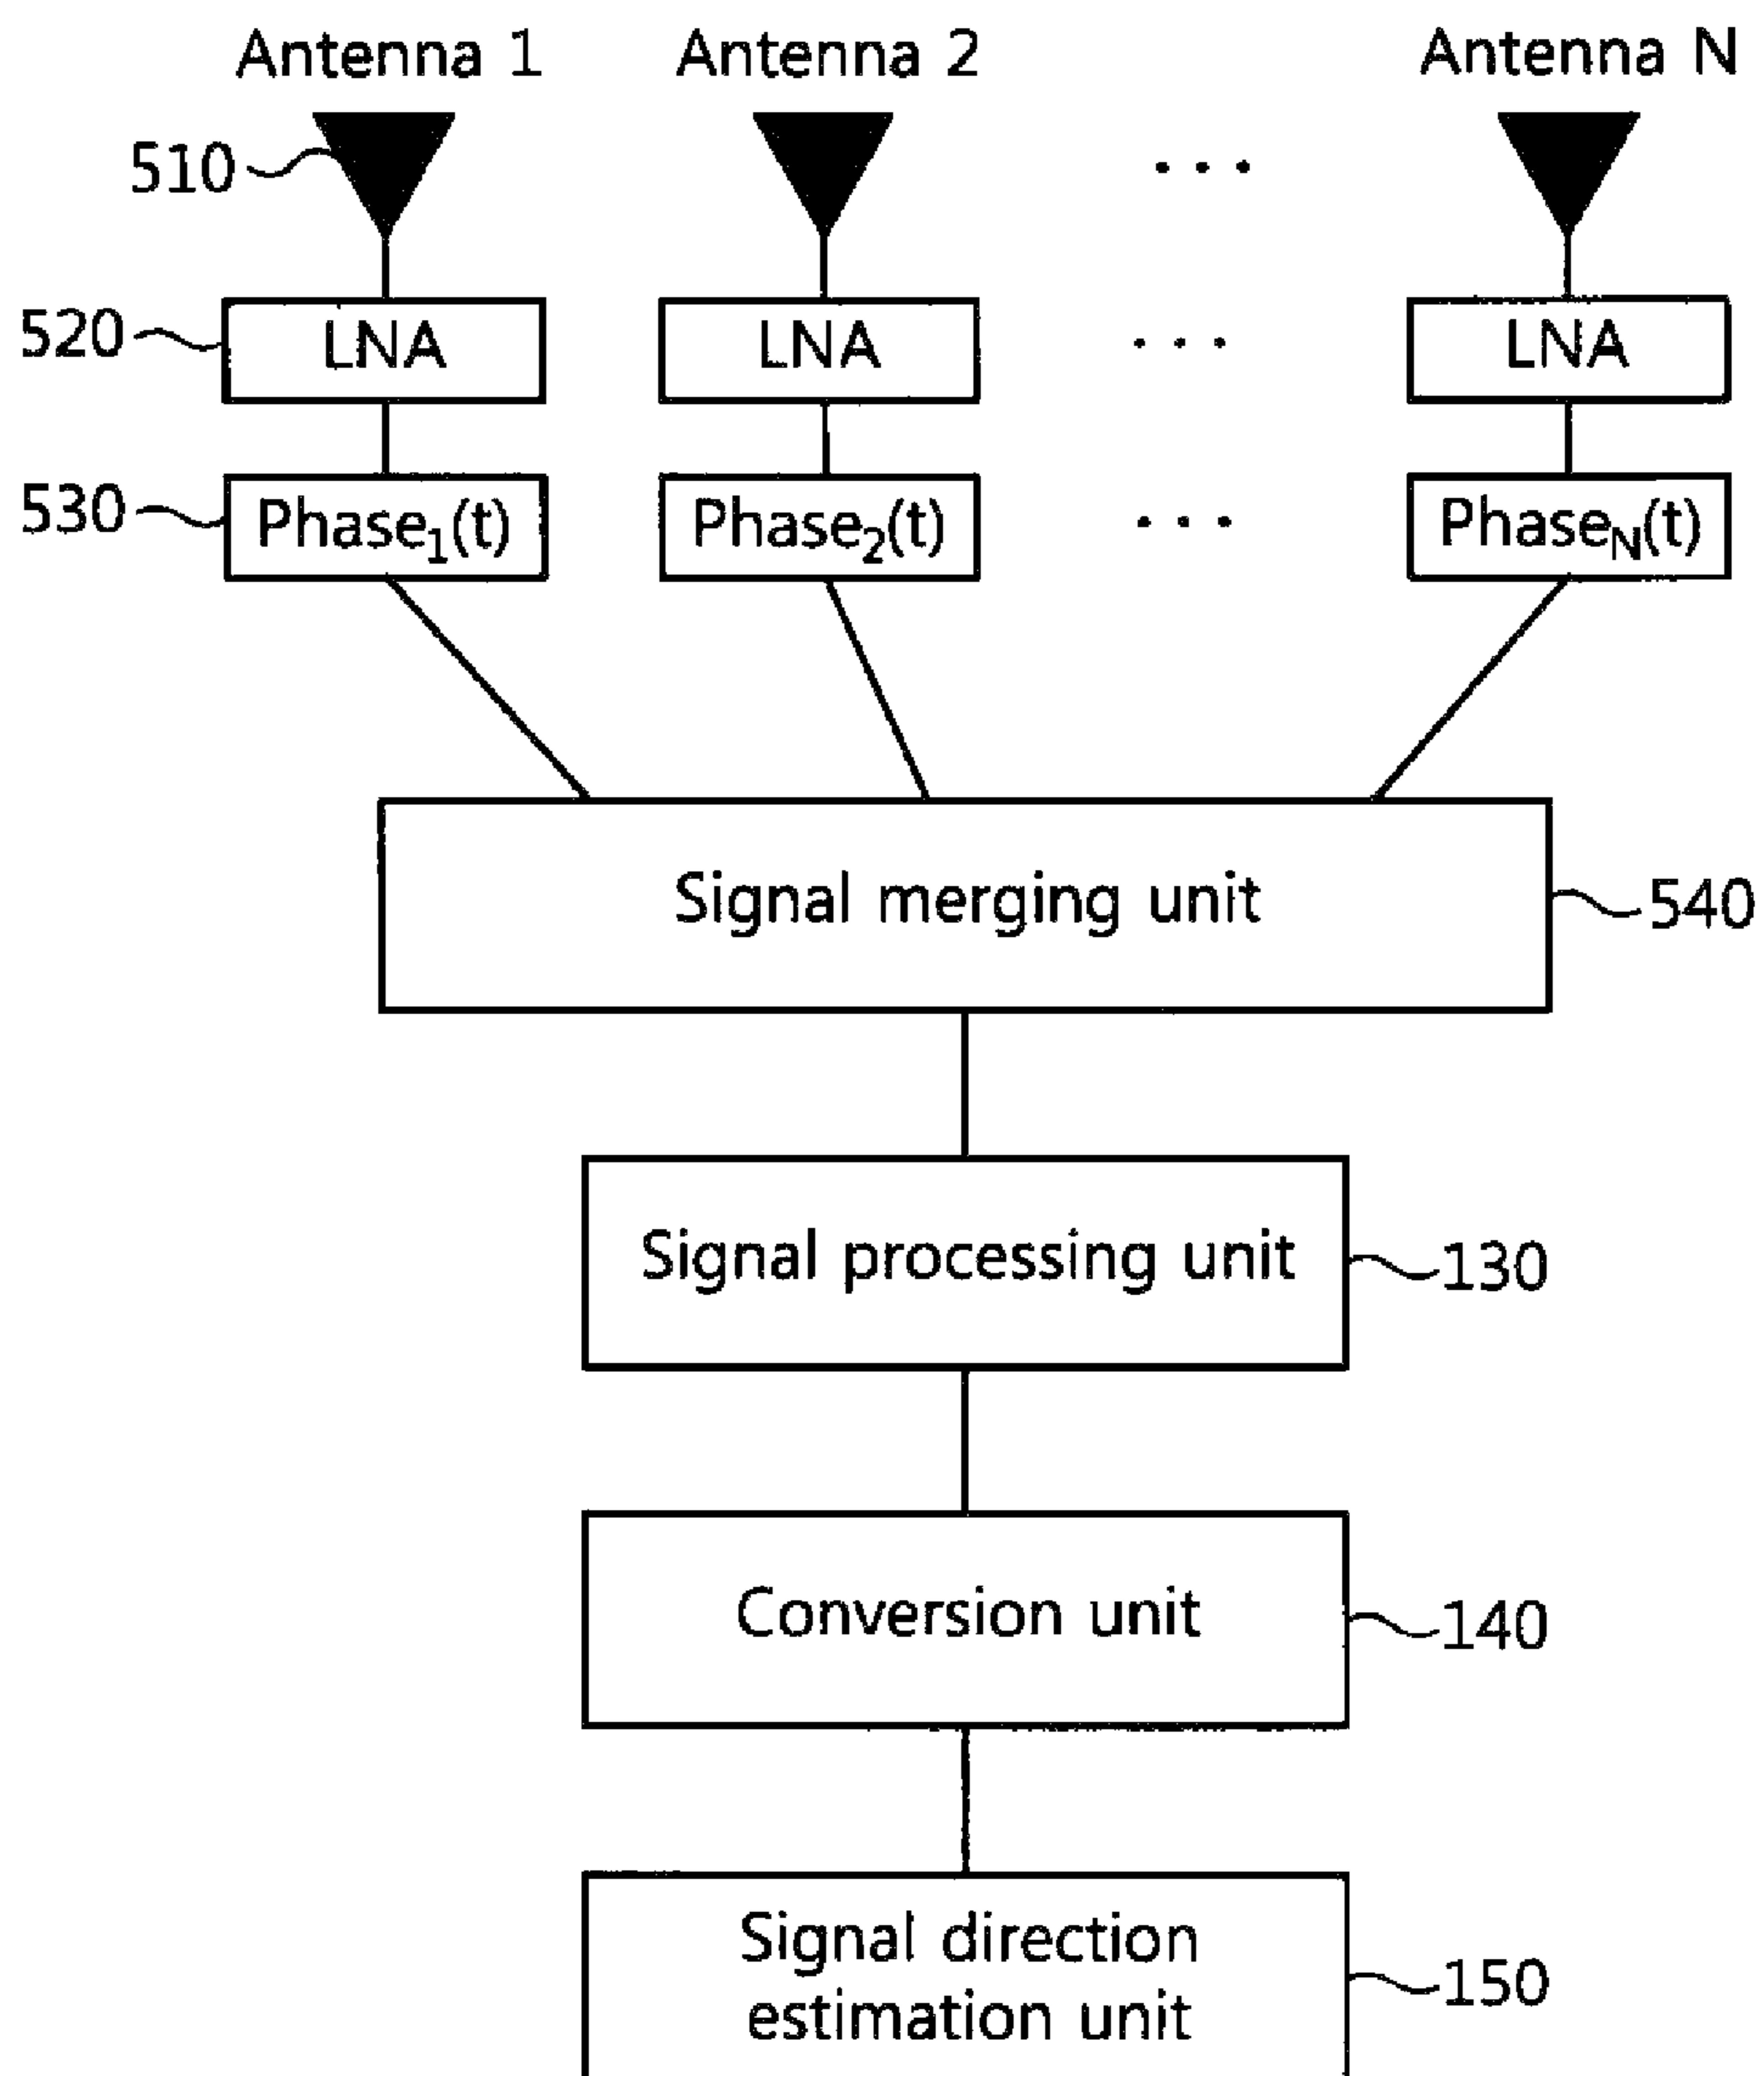 Antenna 1 Antenna 2 Antenna N
510 ...
520 LNA LNA ... LNA
530 Phase₁(t) Phase₂(t) ... Phase_N(t)
Signal merging unit 540
Signal processing unit 130
Conversion unit 140
Signal direction
estimation unit 150